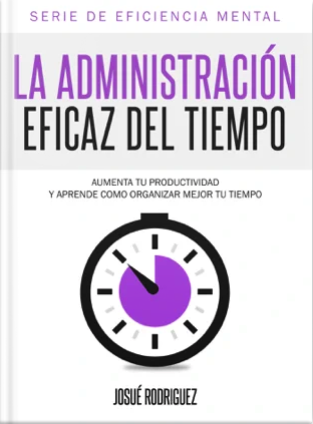 SERIE DE EFICIENCIA MENTAL
LA ADMINISTRACIÓN
EFICAZ DEL TIEMPO
AUMENTA TU PRODUCTIVIDAD
Y APRENDE COMO ORGANIZAR MEJOR TU TIEMPO
JOSUÉ RODRIGUEZ